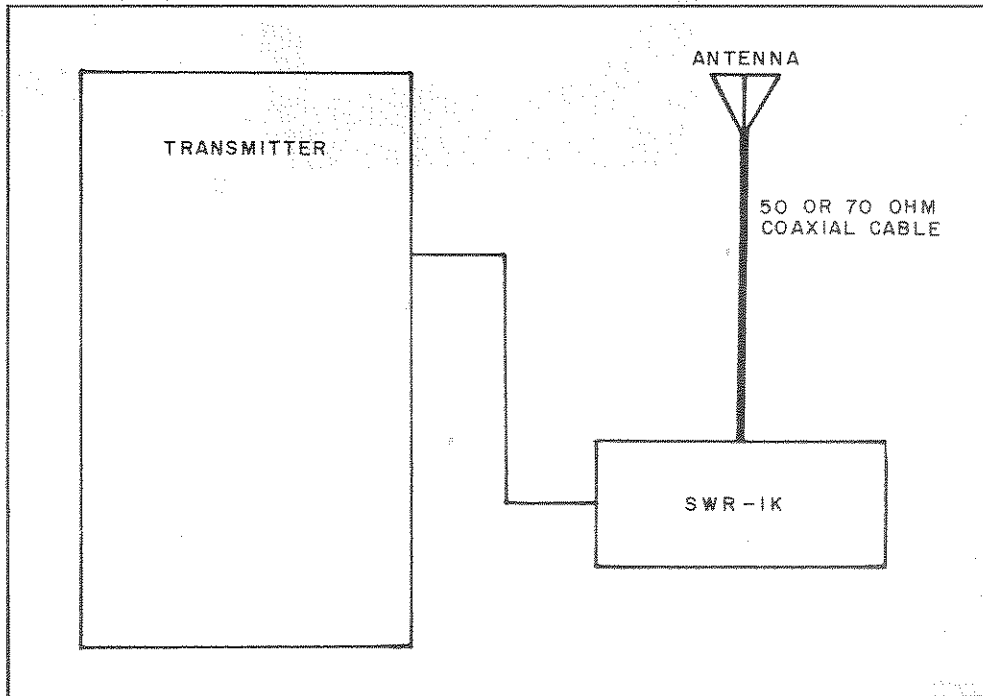 TRANSMITTER
ANTENNA
50 OR 70 OHM
COAXIAL CABLE
SWR-1K